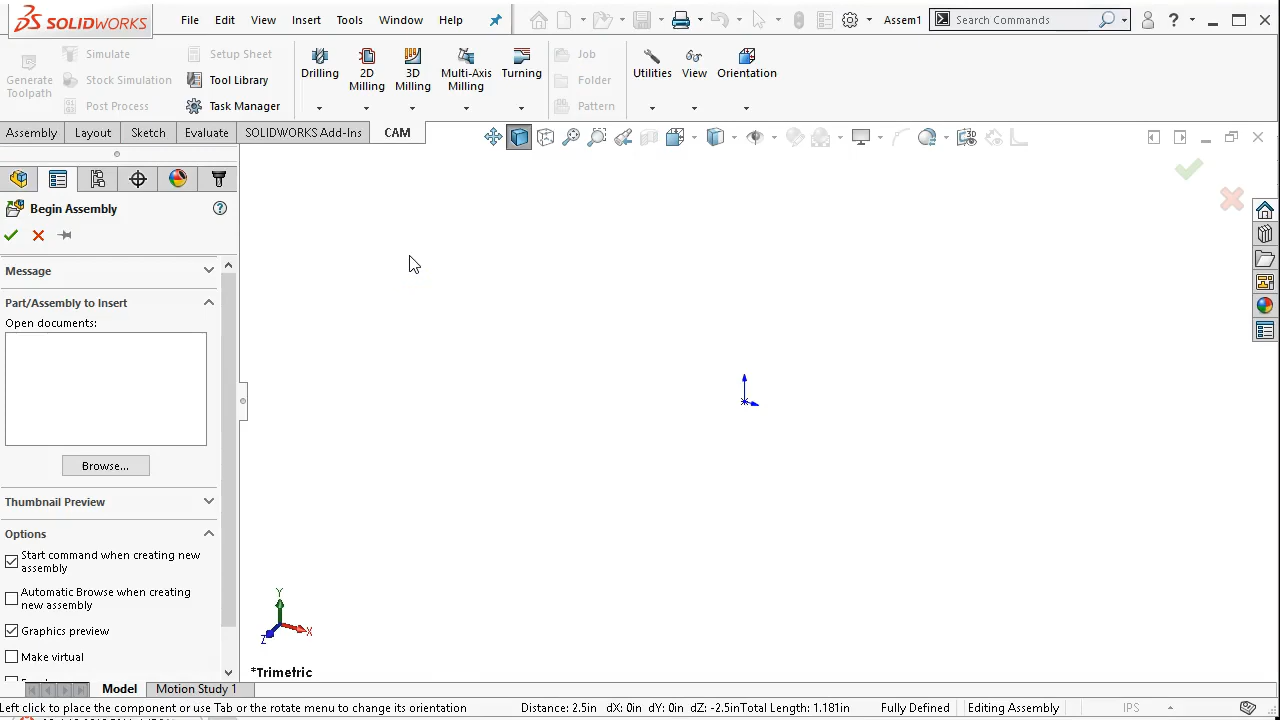 SOLIDWORKS File Edit View Insert Tools Window Help Assem1 Search Commands ?
Generate Toolpath
Simulate
Stock Simulation
Post Process
Setup Sheet
Tool Library
Task Manager
Drilling
2D Milling
3D Milling
Multi-Axis Milling
Turning
Job
Folder
Pattern
Utilities
View
Orientation
Assembly Layout Sketch Evaluate SOLIDWORKS Add-Ins CAM
Begin Assembly ?
Message
Part/Assembly to Insert
Open documents:
Browse...
Thumbnail Preview
Options
Start command when creating new
assembly
Automatic Browse when creating
new assembly
Graphics preview
Make virtual
Y
X
Z
*Trimetric
Model Motion Study 1
Left click to place the component or use Tab or the rotate menu to change its orientation Distance: 2.5in dX: 0in dY: 0in dZ: -2.5inTotal Length: 1.181in Fully Defined Editing Assembly IPS